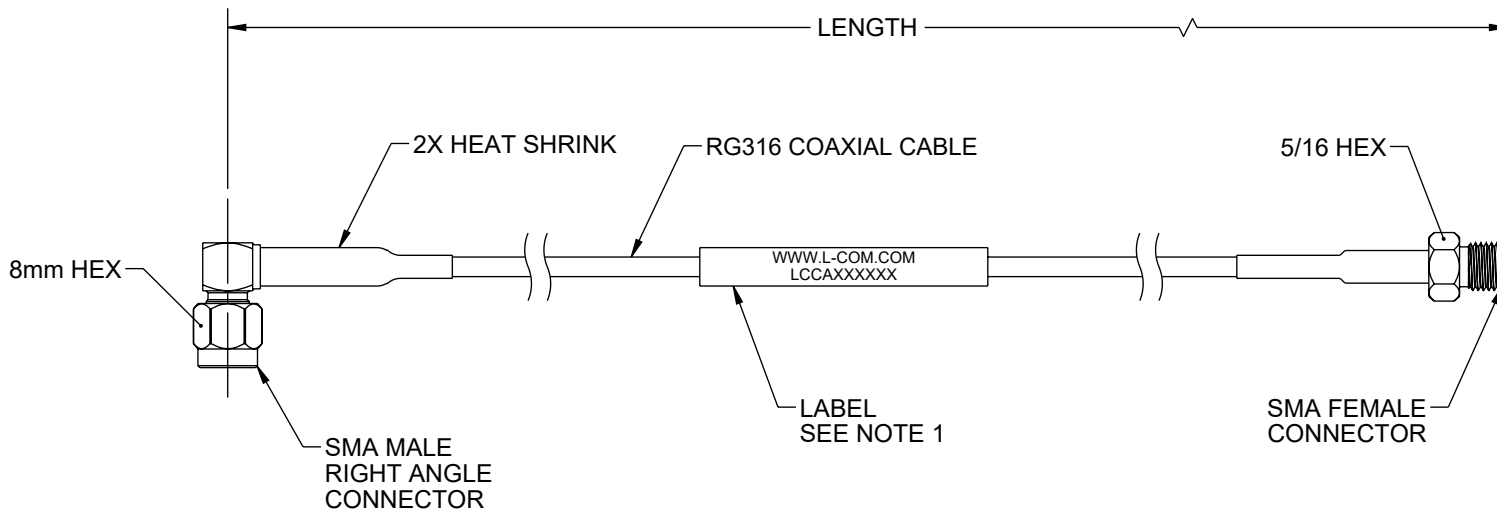 LENGTH
2X HEAT SHRINK
RG316 COAXIAL CABLE
5/16 HEX
8mm HEX
WWW.L-COM.COM
LCCAXXXXXX
LABEL
SEE NOTE 1
SMA FEMALE
CONNECTOR
SMA MALE
RIGHT ANGLE
CONNECTOR